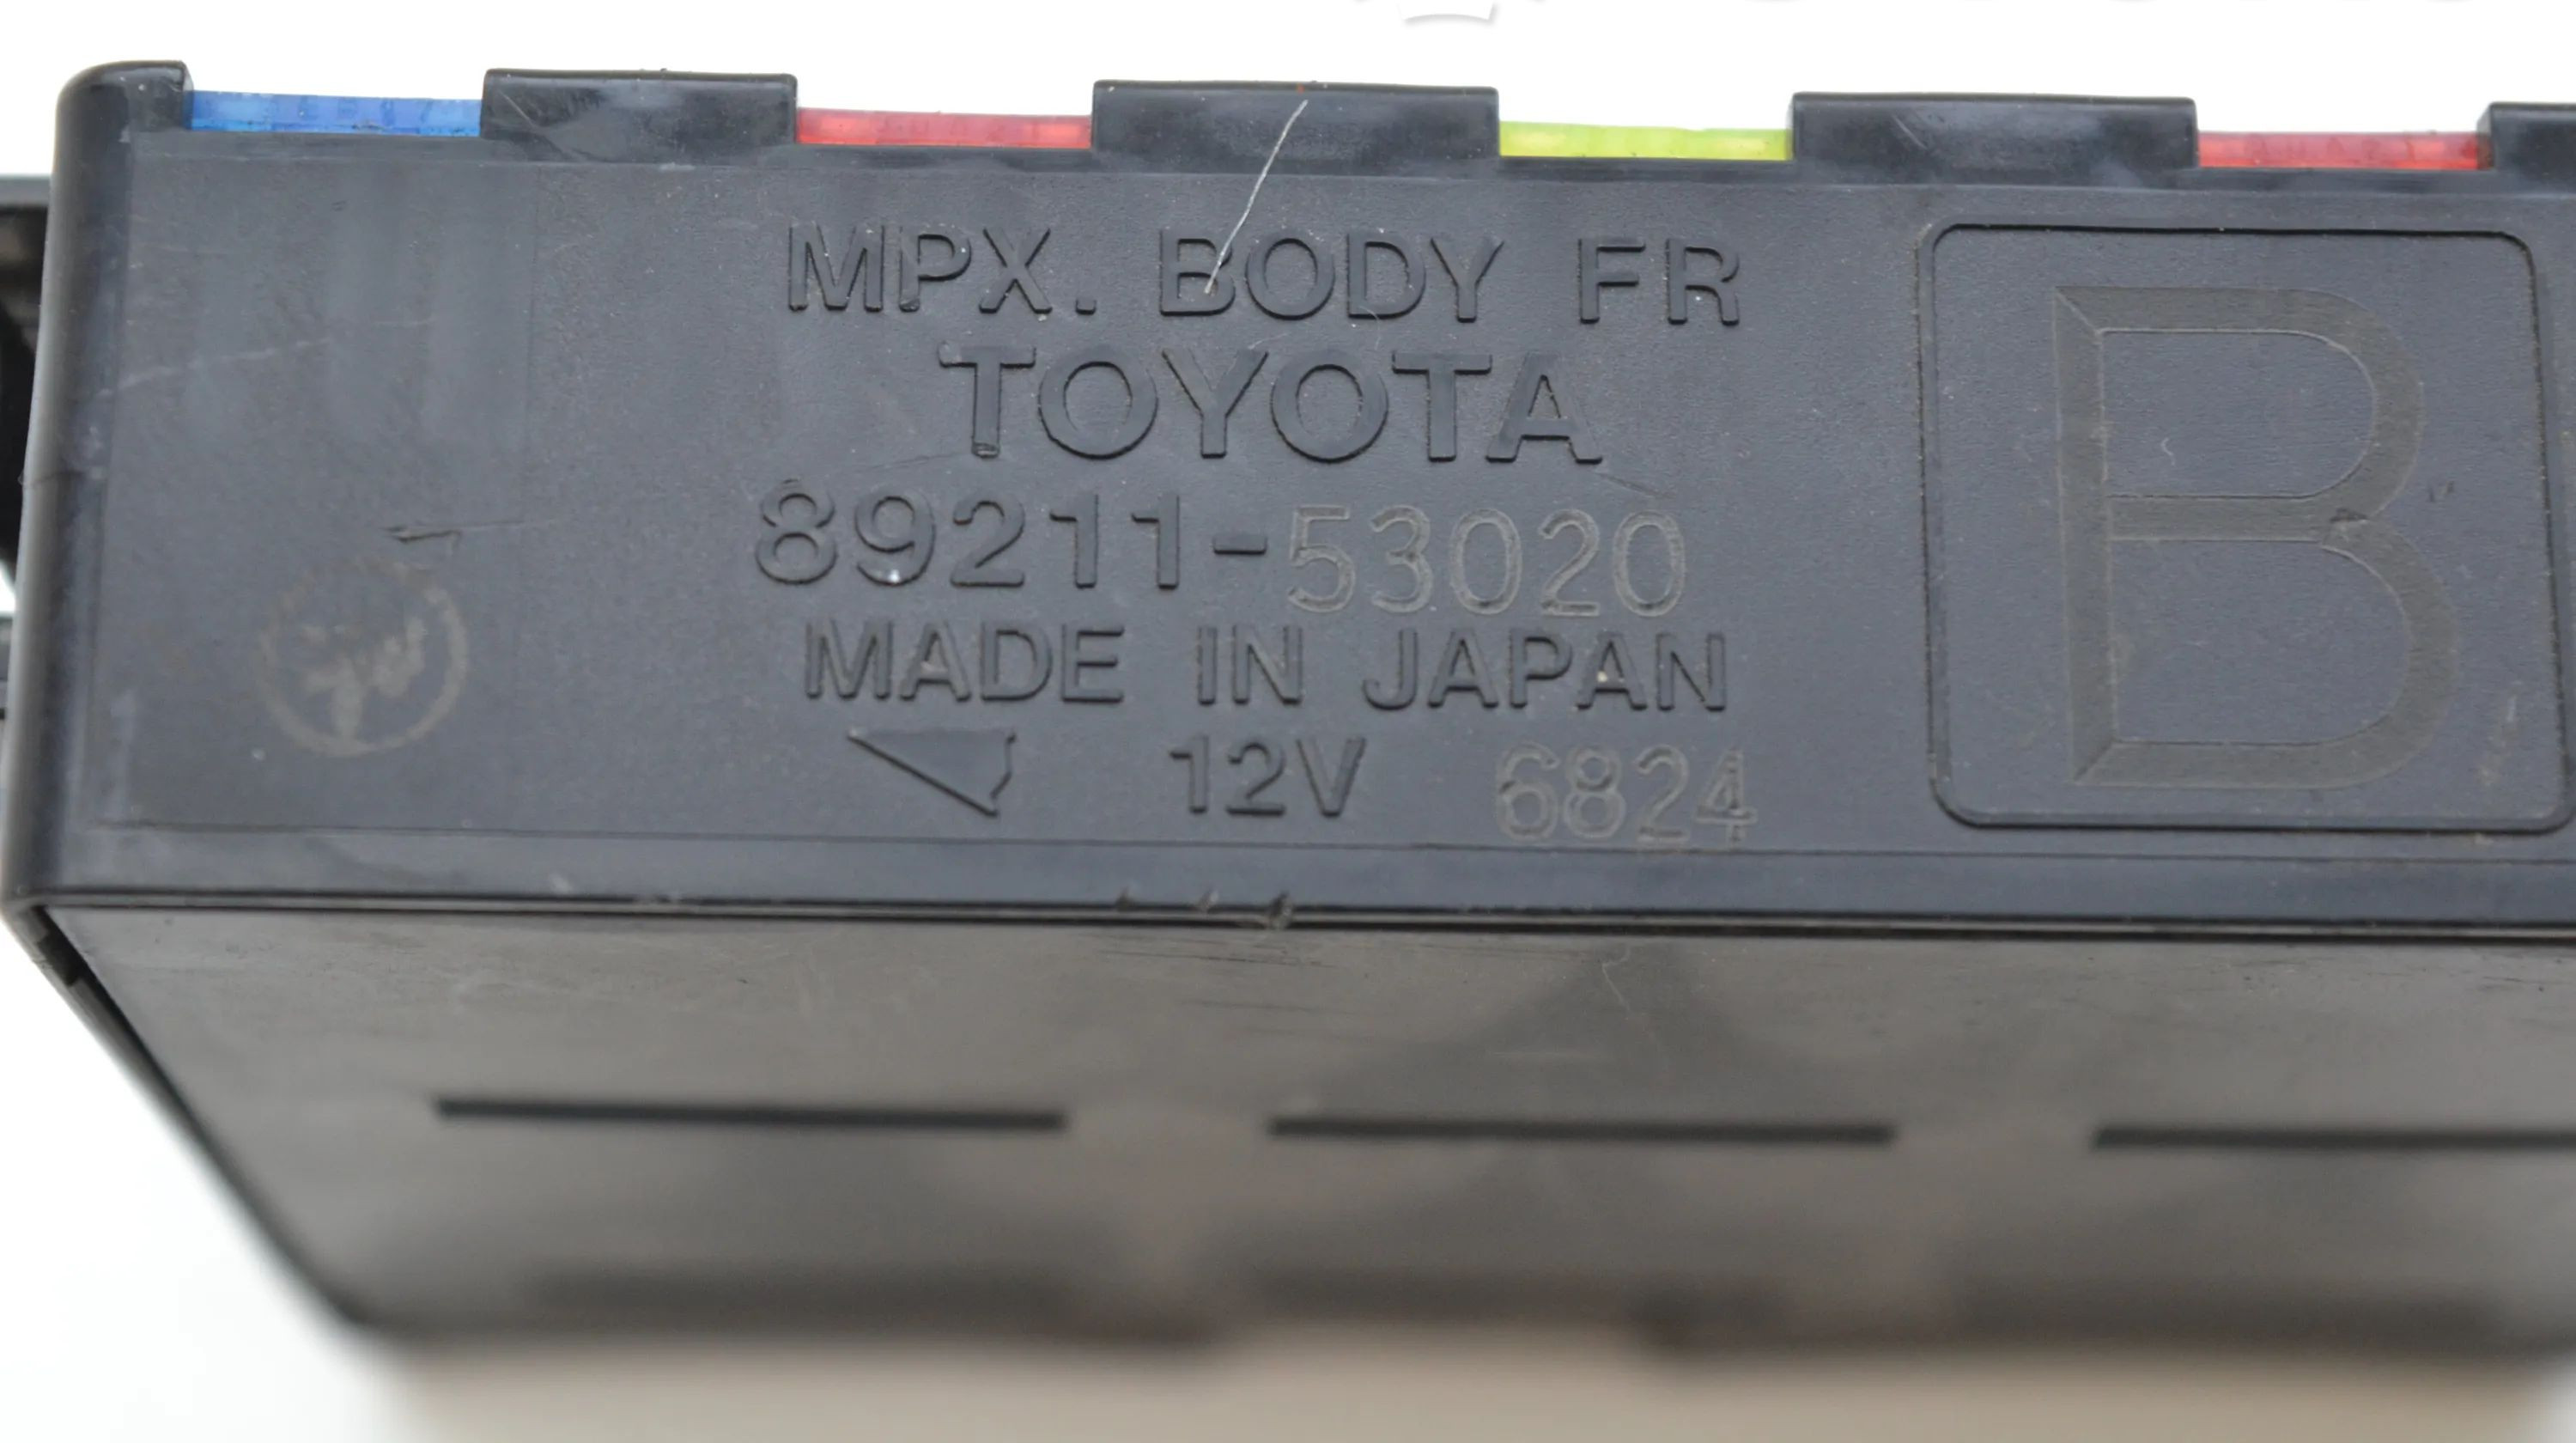 MPX. BODY FR
TOYOTA
89211-53020
MADE IN JAPAN
12V 6824
B